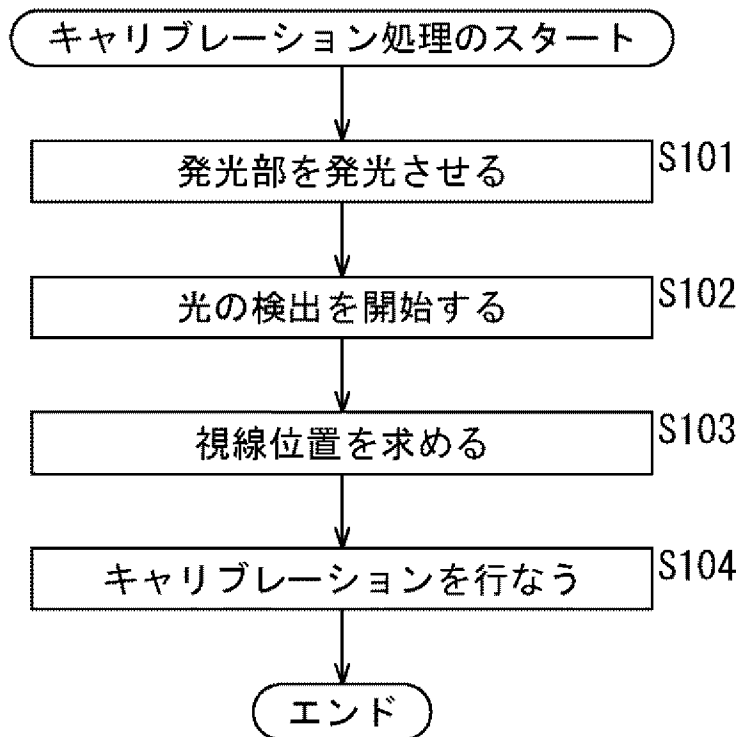 キャリブレーション処理のスタート
発光部を発光させる
S101
光の検出を開始する
S102
視線位置を求める
S103
キャリブレーションを行なう
S104
エンド